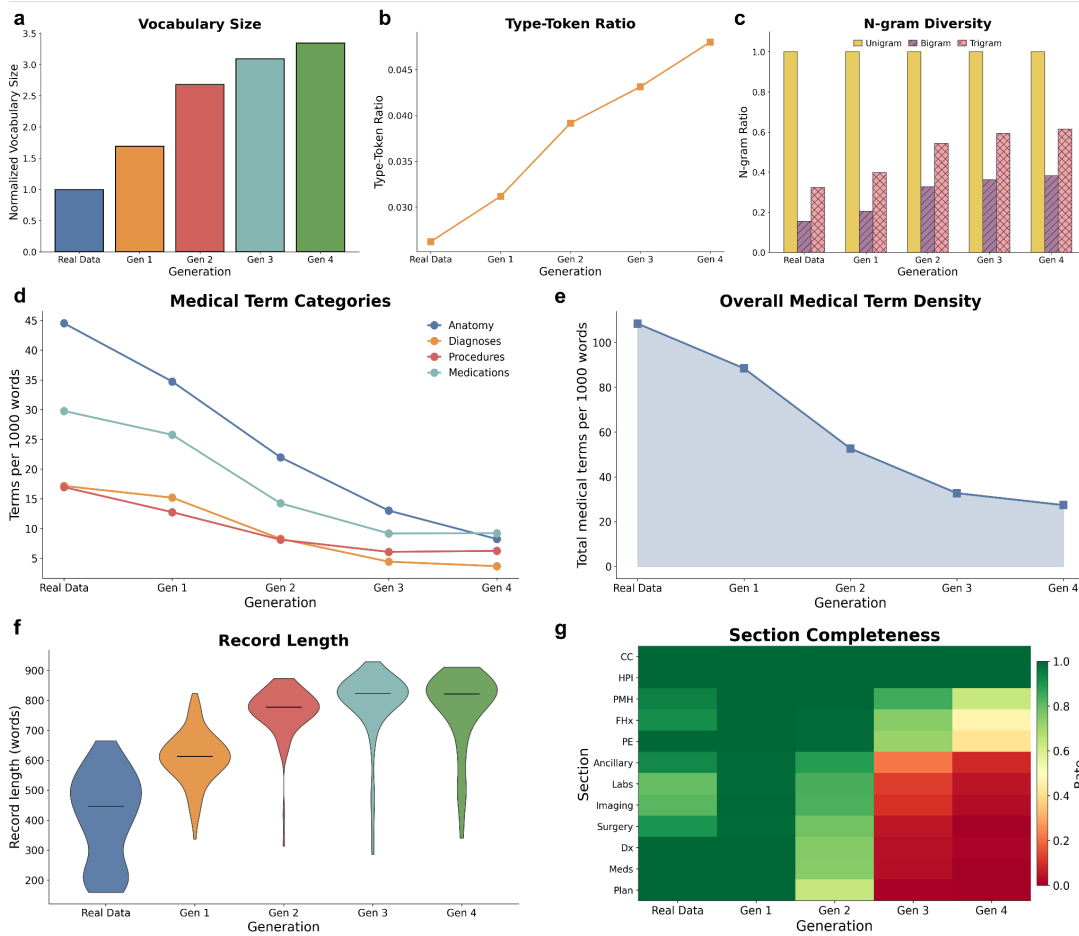 a
Vocabulary Size
Normalized Vocabulary Size
3.5
3.0
2.5
2.0
1.5
1.0
0.5
0.0
Real Data Gen 1 Gen 2 Gen 3 Gen 4
Generation
b
Type-Token Ratio
Type-Token Ratio
0.045
0.040
0.035
0.030
Real Data Gen 1 Gen 2 Gen 3 Gen 4
Generation
c
N-gram Diversity
Unigram Bigram Trigram
N-gram Ratio
1.0
0.8
0.6
0.4
0.2
0.0
Real Data Gen 1 Gen 2 Gen 3 Gen 4
Generation
d
Medical Term Categories
Terms per 1000 words
45
40
35
30
25
20
15
10
5
Anatomy
Diagnoses
Procedures
Medications
Real Data Gen 1 Gen 2 Gen 3 Gen 4
Generation
e
Overall Medical Term Density
Total medical terms per 1000 words
100
80
60
40
20
0
Real Data Gen 1 Gen 2 Gen 3 Gen 4
Generation
f
Record Length
Record length (words)
900
800
700
600
500
400
300
200
Real Data Gen 1 Gen 2 Gen 3 Gen 4
Generation
g
Section Completeness
Section
CC
HPI
PMH
FHx
PE
Ancillary
Labs
Imaging
Surgery
Dx
Meds
Plan
Real Data Gen 1 Gen 2 Gen 3 Gen 4
Generation
1.0
0.8
0.6
0.4
0.2
0.0